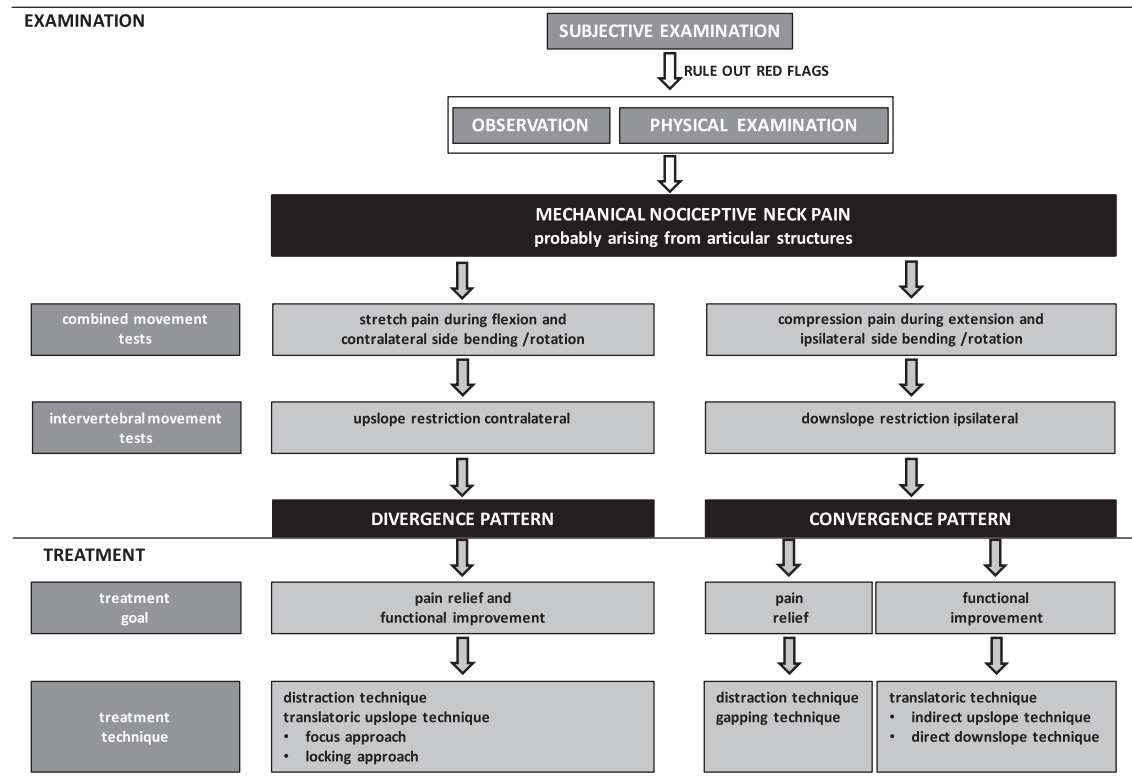 EXAMINATION
SUBJECTIVE EXAMINATION
RULE OUT RED FLAGS
OBSERVATION
PHYSICAL EXAMINATION
MECHANICAL NOCICEPTIVE NECK PAIN
probably arising from articular structures
combined movement
tests
stretch pain during flexion and
contralateral side bending /rotation
compression pain during extension and
ipsilateral side bending /rotation
intervertebral movement
tests
upslope restriction contralateral
downslope restriction ipsilateral
DIVERGENCE PATTERN
CONVERGENCE PATTERN
TREATMENT
treatment
goal
pain relief and
functional improvement
pain
relief
functional
improvement
treatment
technique
distraction technique
translatoric upslope technique
• focus approach
• locking approach
distraction technique
gapping technique
translatoric technique
• indirect upslope technique
• direct downslope technique